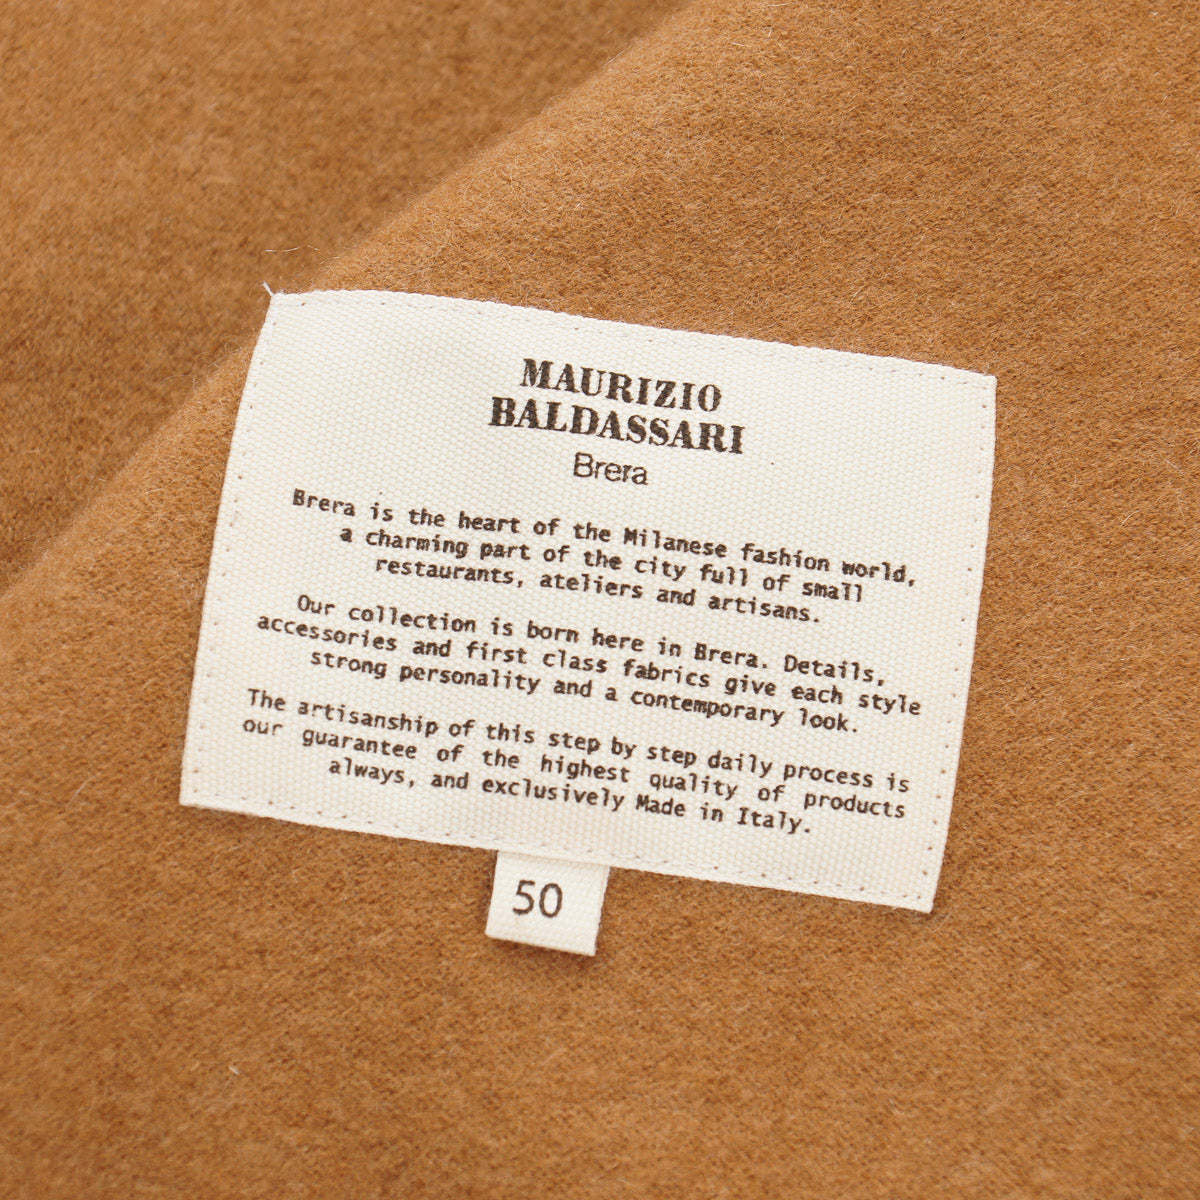 MAURIZIO
BALDASSARI
Brera
Brera is the heart of the Milanese fashion world,
a charming part of the city full of small
restaurants, ateliers and artisans.
Our collection is born here in Brera. Details,
accessories and first class fabrics give each style
strong personality and a contemporary look.
The artisanship of this step by step daily process is
our guarantee of the highest quality of products
always, and exclusively Made in Italy.
50